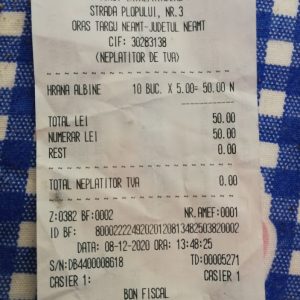 STRADA PLOPULUI, NR.3
ORAS TARGU NEAMT-JUDETUL NEAMT
CIF: 30283138
(NEPLATITOR DE TVA)
HRANA ALBINE 10 BUC. X 5.00= 50.00 N
TOTAL LEI 50.00
NUMERAR LEI 50.00
REST 0.00
TOTAL NEPLATITOR TVA 0.00
Z:0382 BF:0002 NR.AMEF:0001
ID BF: 8000222492020120813482503820002
DATA: 08-12-2020 ORA: 13:48:25
S/N:DB4400008618 TD:00005271
CASIER 1: CASIER 1
BON FISCAL